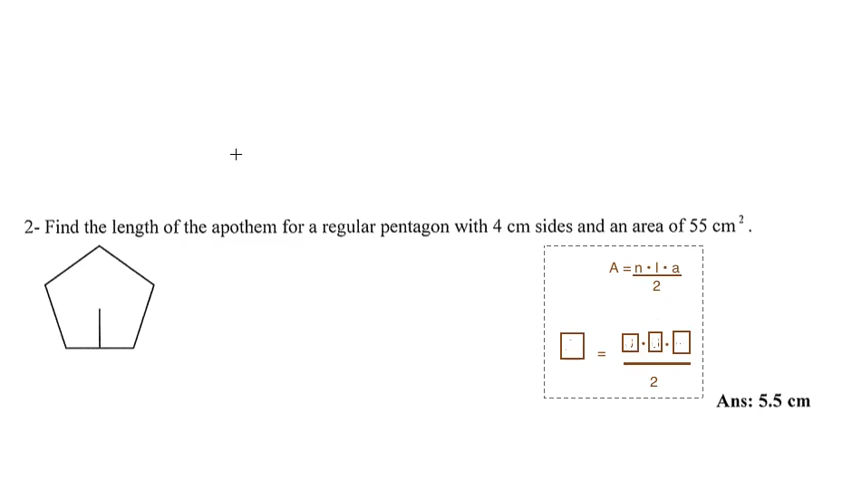 2- Find the length of the apothem for a regular pentagon with 4 cm sides and an area of 55 cm².
A = n • l • a
2
= • •
2
Ans: 5.5 cm